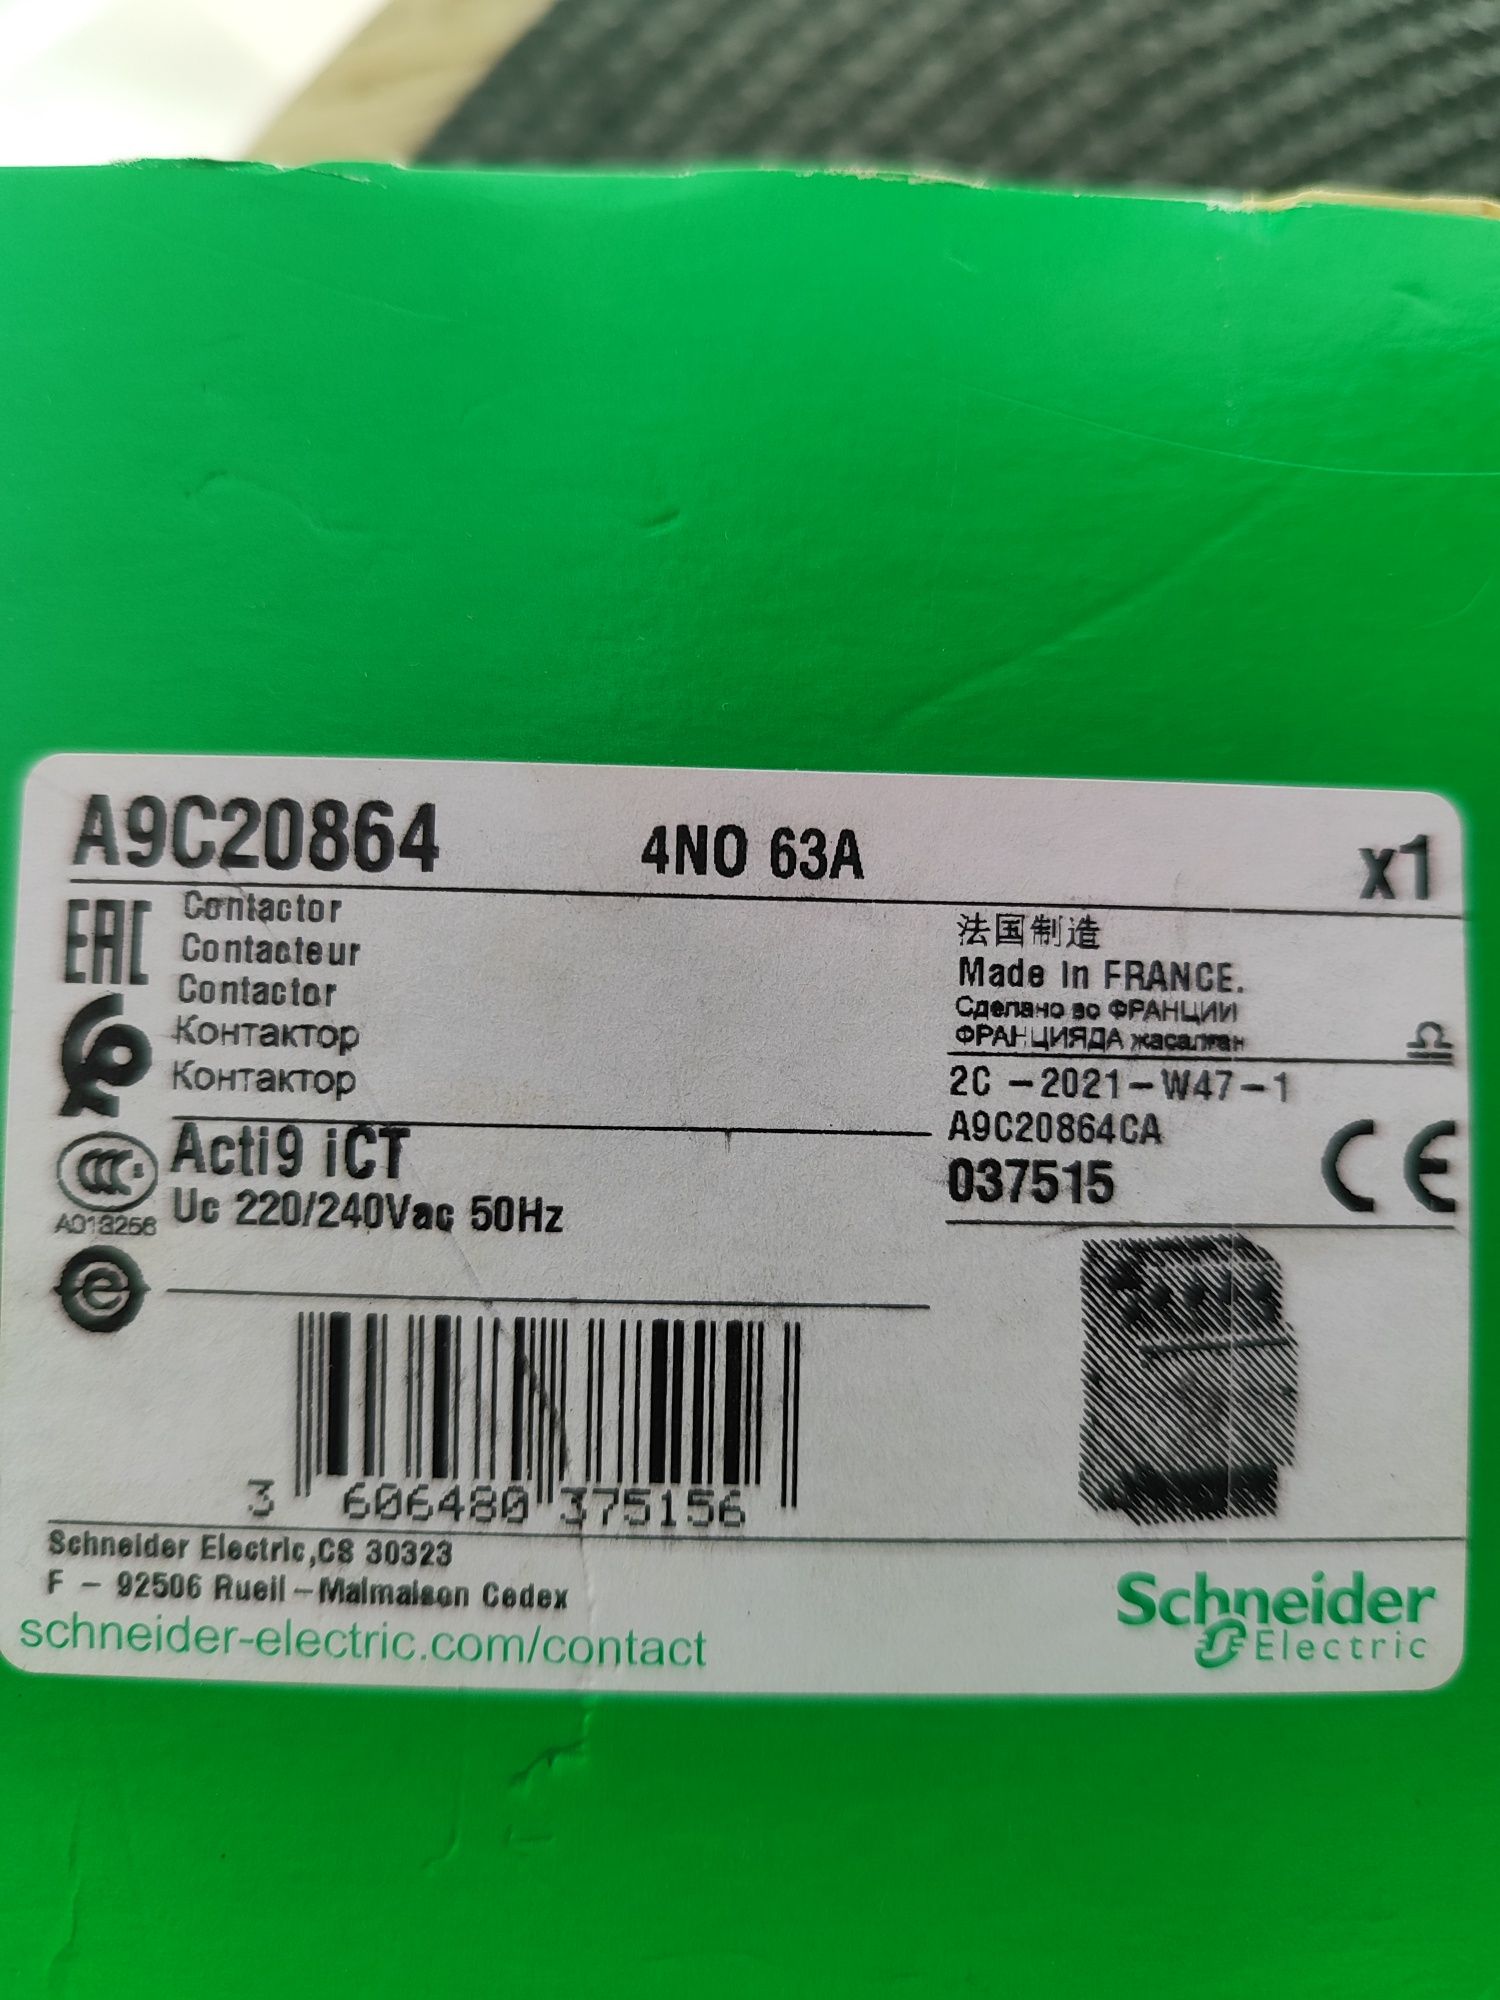 A9C20864 4NO 63A x1
EAC
Contactor
Contacteur
Contactor
Контактор
Контактор
法国制造
Made In FRANCE.
Сделано во ФРАНЦИИ
ФРАНЦИЯДА жасалған
2C - 2021 - W47 - 1
A9C20864CA
037515
CE
CCC
A013256
Acti9 iCT
Uc 220/240Vac 50Hz
3 606480 375156
Schneider Electric,CS 30323
F - 92506 Rueil - Malmaison Cedex
schneider-electric.com/contact
Schneider
Electric